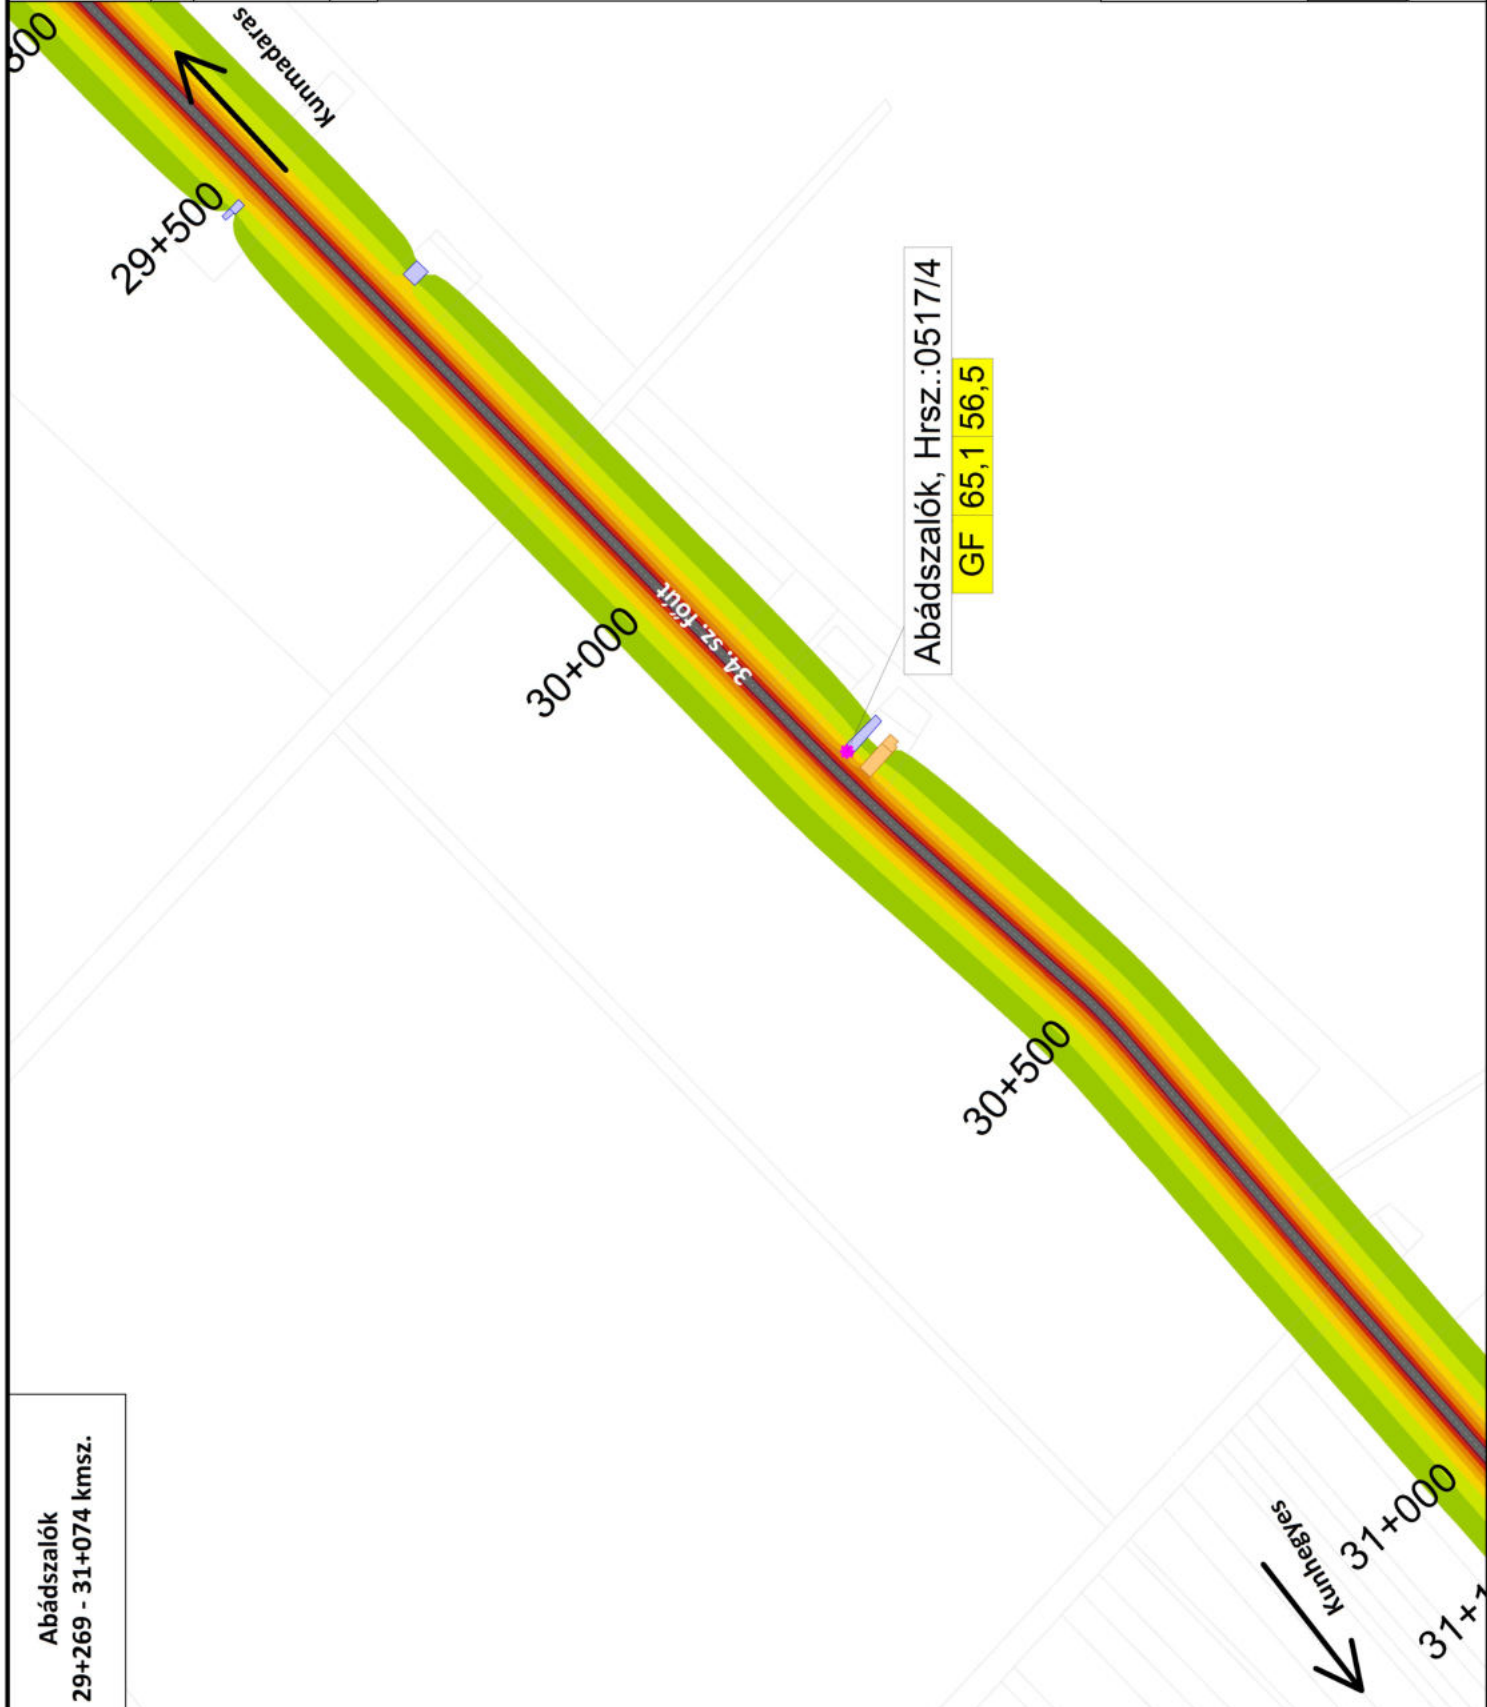 Kunmadaras
29+500
Abádszalók, Hrsz.:0517/4
GF 65,1 56,5
34. sz. főút
30+000
30+500
31+000
Kunhegyes
Abádszalók
29+269 - 31+074 kmsz.